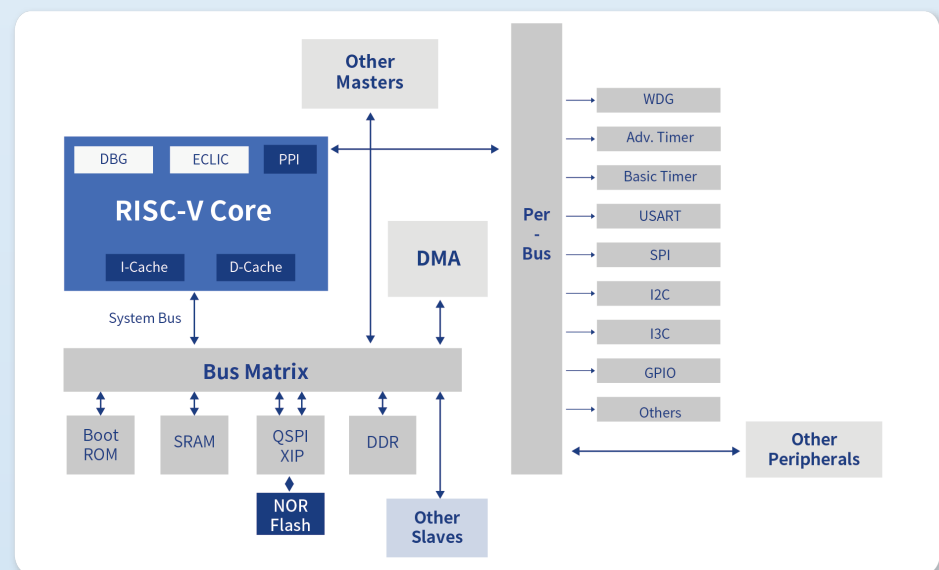 Other
Masters
DBG
ECLIC
PPI
RISC-V Core
I-Cache
D-Cache
System Bus
DMA
Bus Matrix
Boot
ROM
SRAM
QSPI
XIP
DDR
NOR
Flash
Other
Slaves
Per
-
Bus
WDG
Adv. Timer
Basic Timer
USART
SPI
I2C
I3C
GPIO
Others
Other
Peripherals